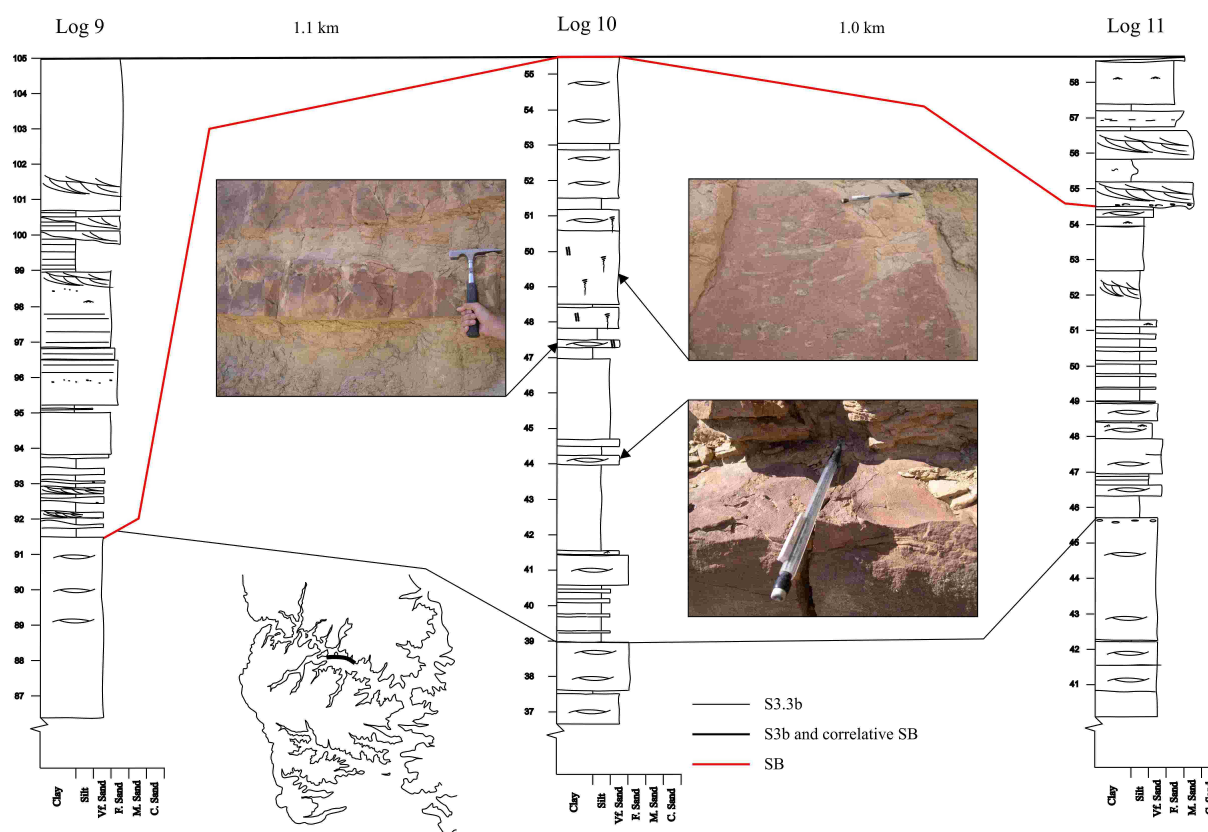 Log 9
1.1 km
Log 10
1.0 km
Log 11
105
104
103
102
101
100
99
98
97
96
95
94
93
92
91
90
89
88
87
Clay
Silt
Vf. Sand
F. Sand
M. Sand
C. Sand
55
54
53
52
51
50
49
48
47
46
45
44
43
42
41
40
39
38
37
Clay
Silt
Vf. Sand
F. Sand
M. Sand
C. Sand
58
57
56
55
54
53
52
51
50
49
48
47
46
45
44
43
42
41
Clay
Silt
Vf. Sand
F. Sand
M. Sand
C. Sand
S3.3b
S3b and correlative SB
SB